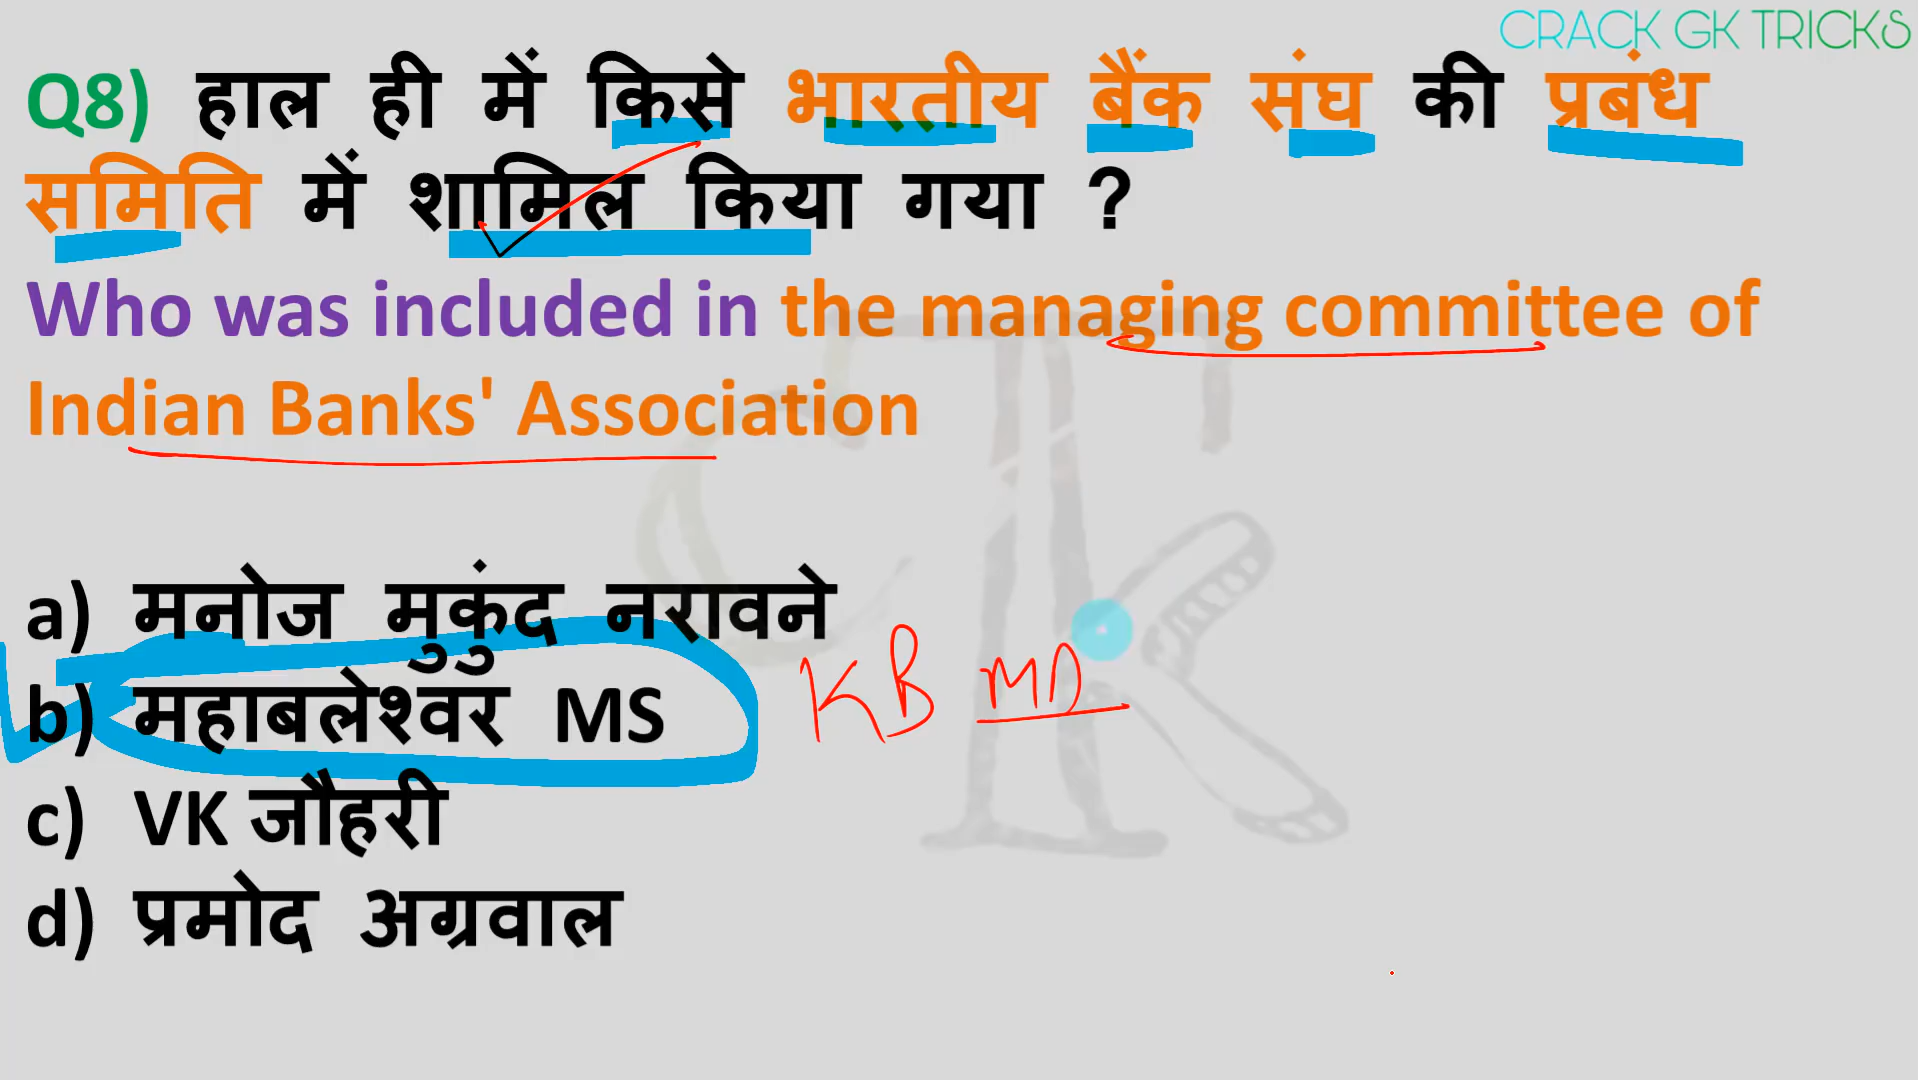 CRACK GK TRICKS
Q8) हाल ही में किसे भारतीय बैंक संघ की प्रबंध
समिति में शामिल किया गया ?
Who was included in the managing committee of
Indian Banks' Association
a) मनोज मुकुंद नरावने
b) महाबलेश्वर MS KB MD
c) VK जौहरी
d) प्रमोद अग्रवाल